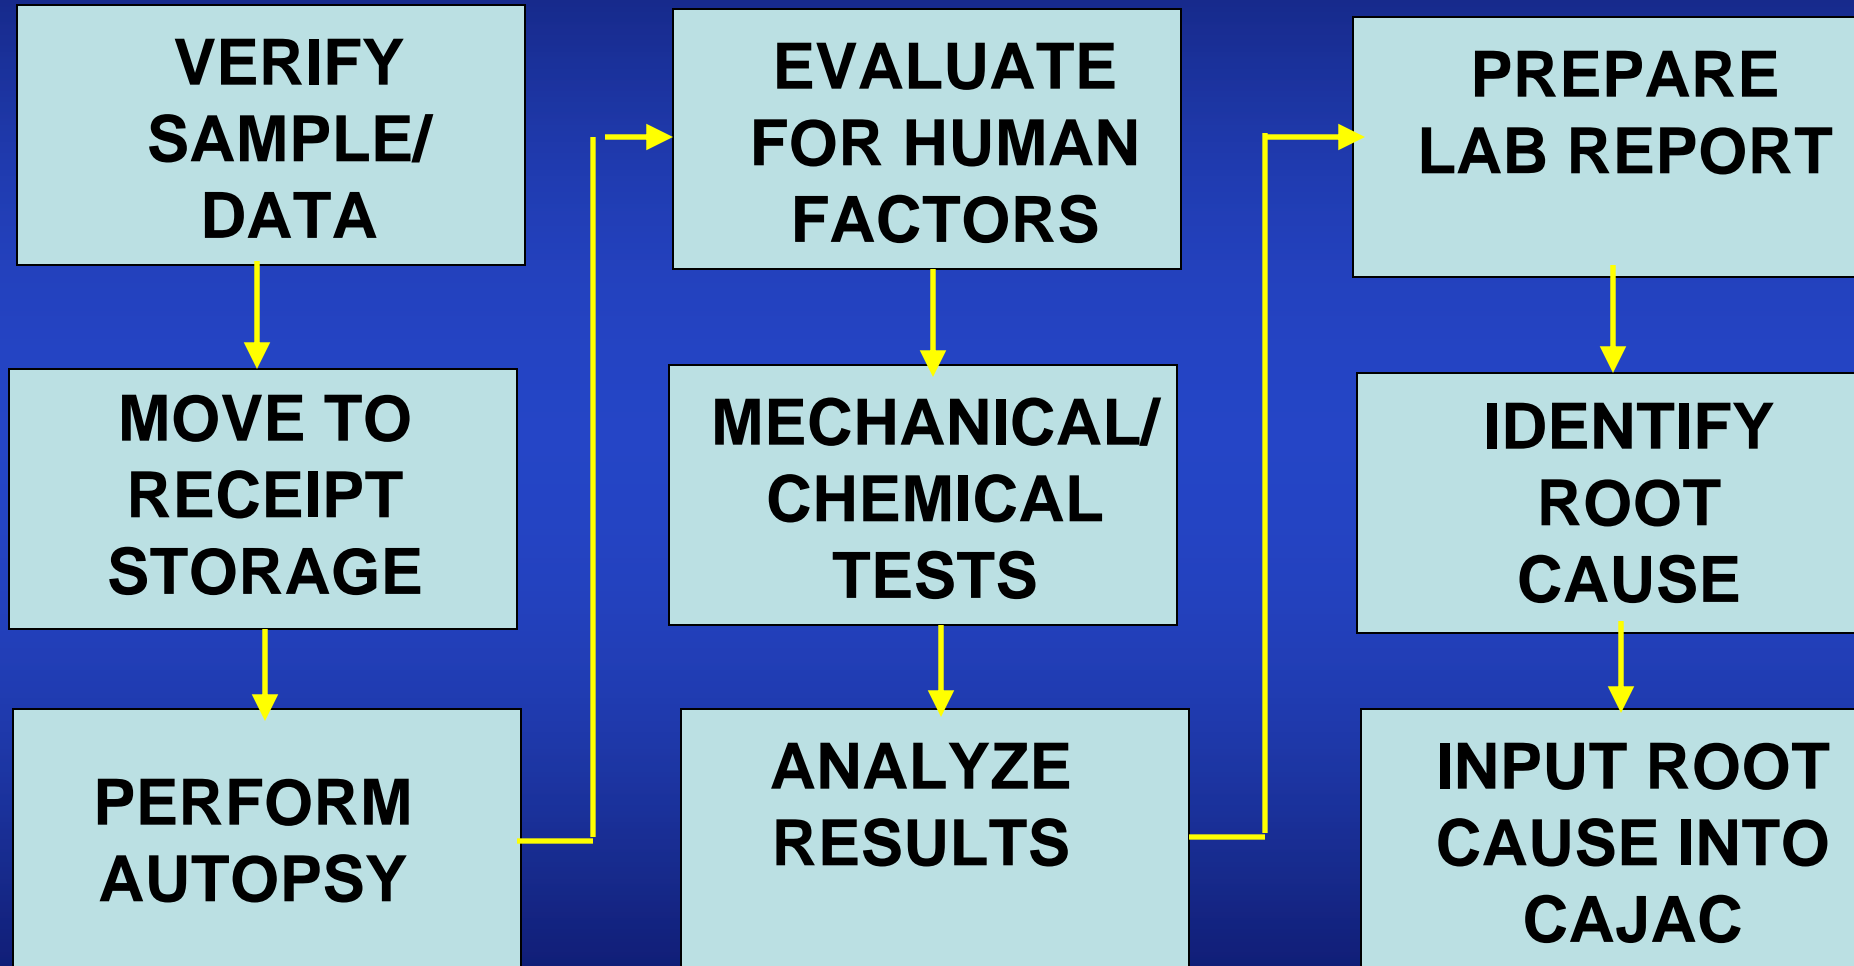 VERIFY
SAMPLE/
DATA
MOVE TO
RECEIPT
STORAGE
PERFORM
AUTOPSY
EVALUATE
FOR HUMAN
FACTORS
MECHANICAL/
CHEMICAL
TESTS
ANALYZE
RESULTS
PREPARE
LAB REPORT
IDENTIFY
ROOT
CAUSE
INPUT ROOT
CAUSE INTO
CAJAC